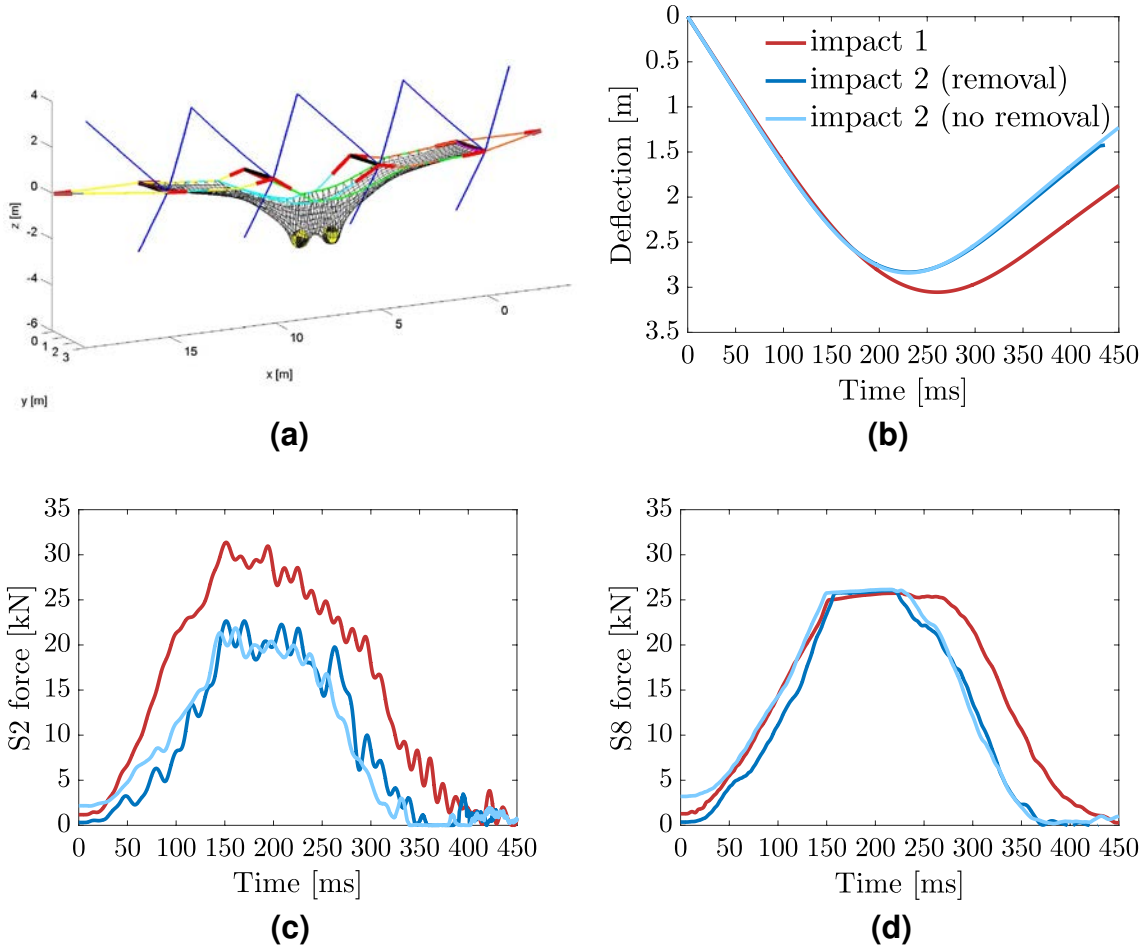 4
2
0
-2
-4
-6
z [m]
0 1 2 3
15
10
5
0
x [m]
y [m]
(a)
0
0.5
1
1.5
2
2.5
3
3.5
Deflection [m]
impact 1
impact 2 (removal)
impact 2 (no removal)
0 50 100 150 200 250 300 350 400 450
Time [ms]
(b)
35
30
25
20
15
10
5
0
S2 force [kN]
0 50 100 150 200 250 300 350 400 450
Time [ms]
(c)
35
30
25
20
15
10
5
0
S8 force [kN]
0 50 100 150 200 250 300 350 400 450
Time [ms]
(d)